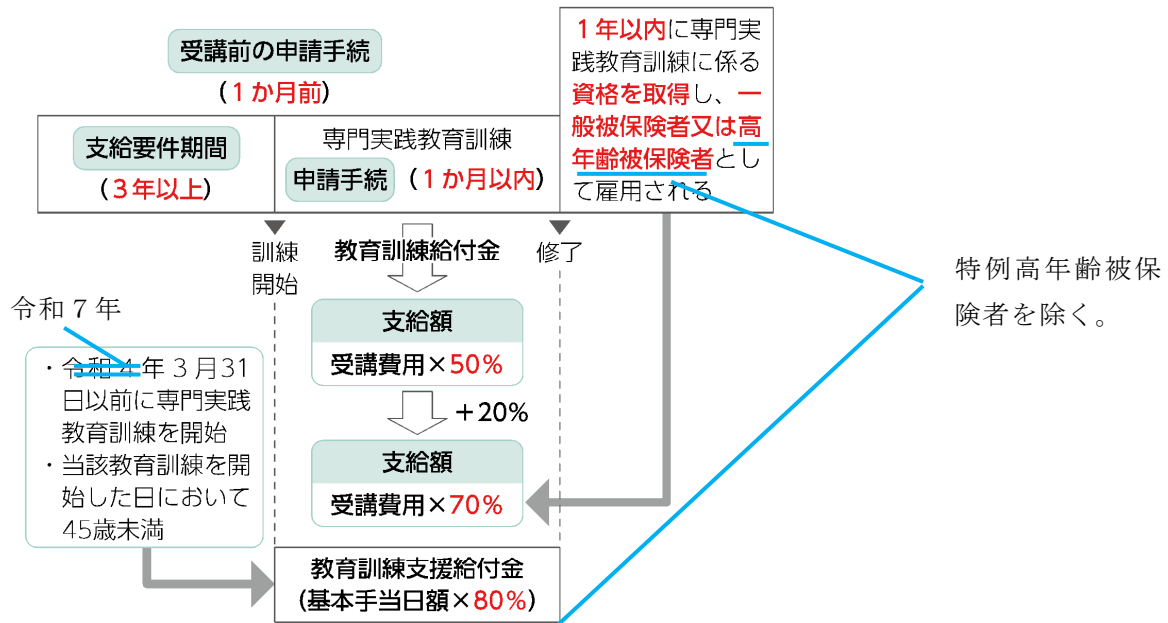 受講前の申請手続
（１か月前）
支給要件期間
（３年以上）
専門実践教育訓練
申請手続（１か月以内）
１年以内に専門実
践教育訓練に係る
資格を取得し、一
般被保険者又は高
年齢被保険者とし
て雇用される
訓練
開始
教育訓練給付金
修了
特例高年齢被保
険者を除く。
令和７年
支給額
受講費用×50％
＋20％
支給額
受講費用×70％
・令和４年３月31
日以前に専門実践
教育訓練を開始
・当該教育訓練を開
始した日において
45歳未満
教育訓練支援給付金
（基本手当日額×80％）